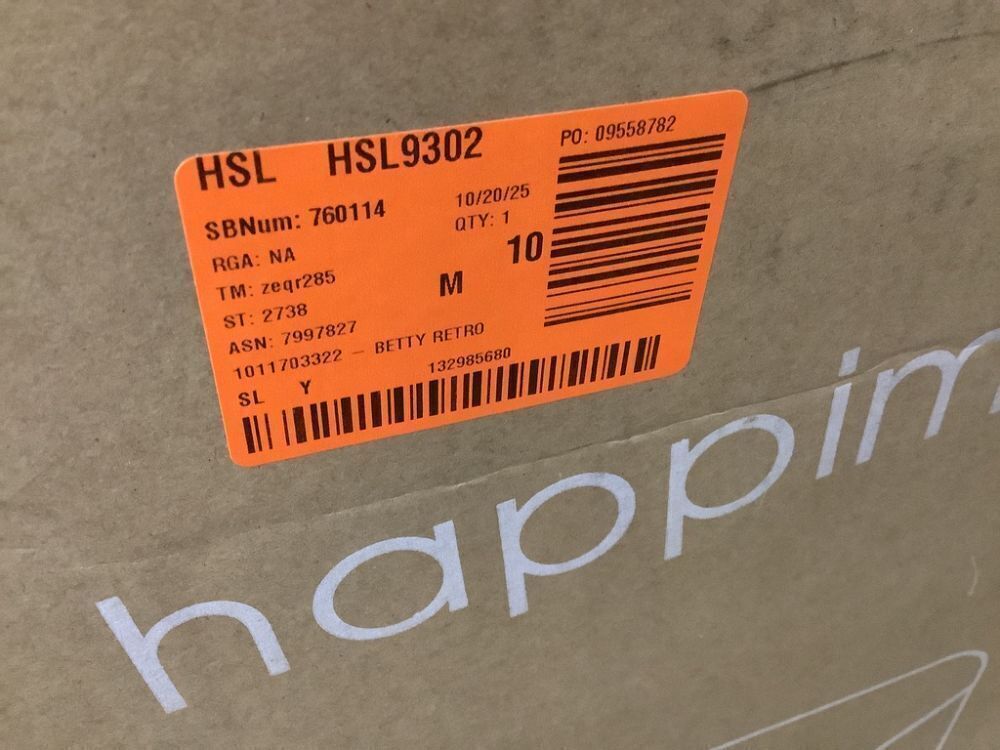 HSL HSL9302
PO: 09558782
SBNum: 760114
10/20/25
RGA: NA
QTY: 1
TM: zeqr285
M
10
ST: 2738
ASN: 7997827
1011703322 - BETTY RETRO
SL Y
132985680